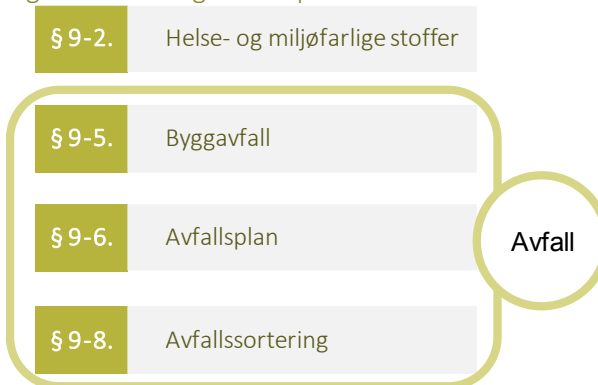 § 9-2. Helse- og miljøfarlige stoffer
§ 9-5. Byggavfall
§ 9-6. Avfallsplan
Avfall
§ 9-8. Avfallssortering